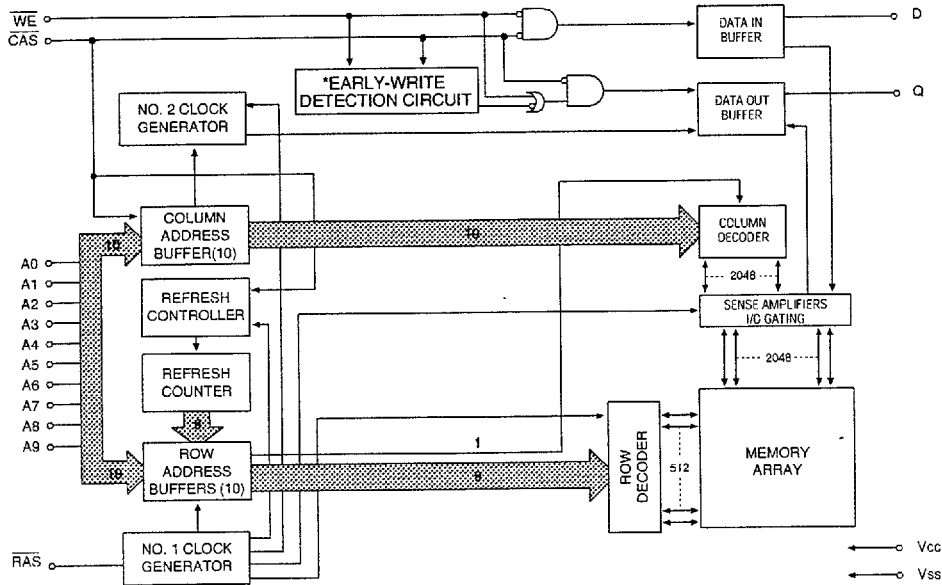 WE
CAS
*EARLY-WRITE
DETECTION CIRCUIT
DATA IN
BUFFER
D
DATA OUT
BUFFER
Q
NO. 2 CLOCK
GENERATOR
COLUMN
ADDRESS
BUFFER(10)
10
10
COLUMN
DECODER
2048
SENSE AMPLIFIERS
I/O GATING
2048
A0
A1
A2
A3
A4
A5
A6
A7
A8
A9
REFRESH
CONTROLLER
REFRESH
COUNTER
9
ROW
ADDRESS
BUFFERS (10)
10
1
9
ROW
DECODER
512
MEMORY
ARRAY
RAS
NO. 1 CLOCK
GENERATOR
Vcc
Vss